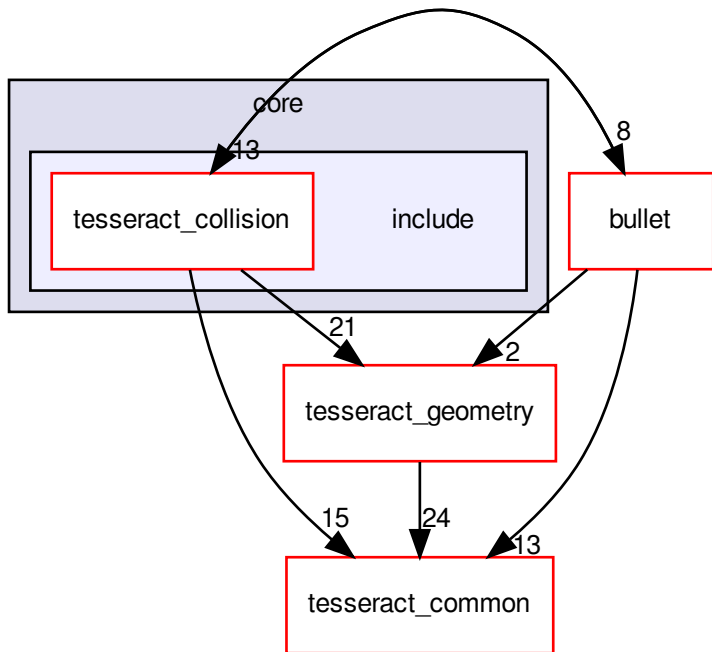 core
8
13
tesseract_collision
include
bullet
21
2
tesseract_geometry
15
24
13
tesseract_common